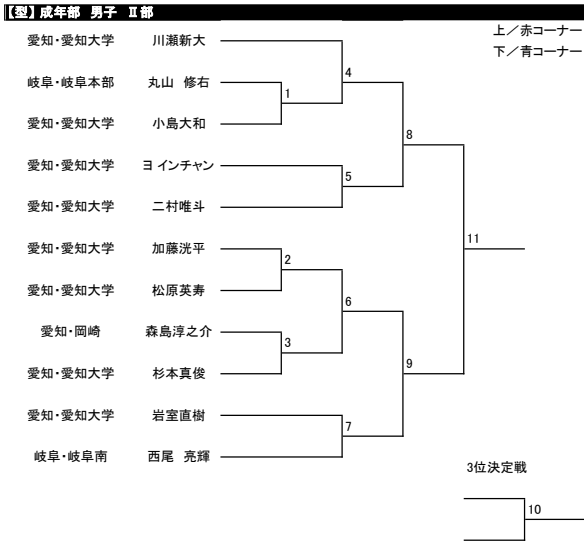 【型】成年部 男子 Ⅱ部
上／赤コーナー
下／青コーナー
愛知・愛知大学 川瀬新大
4
岐阜・岐阜本部 丸山 修右
1
愛知・愛知大学 小島大和
8
愛知・愛知大学 ヨ インチャン
5
愛知・愛知大学 二村唯斗
11
愛知・愛知大学 加藤洸平
2
愛知・愛知大学 松原英寿
6
愛知・岡崎 森島淳之介
3
愛知・愛知大学 杉本真俊
9
愛知・愛知大学 岩室直樹
7
岐阜・岐阜南 西尾 亮輝
3位決定戦
10